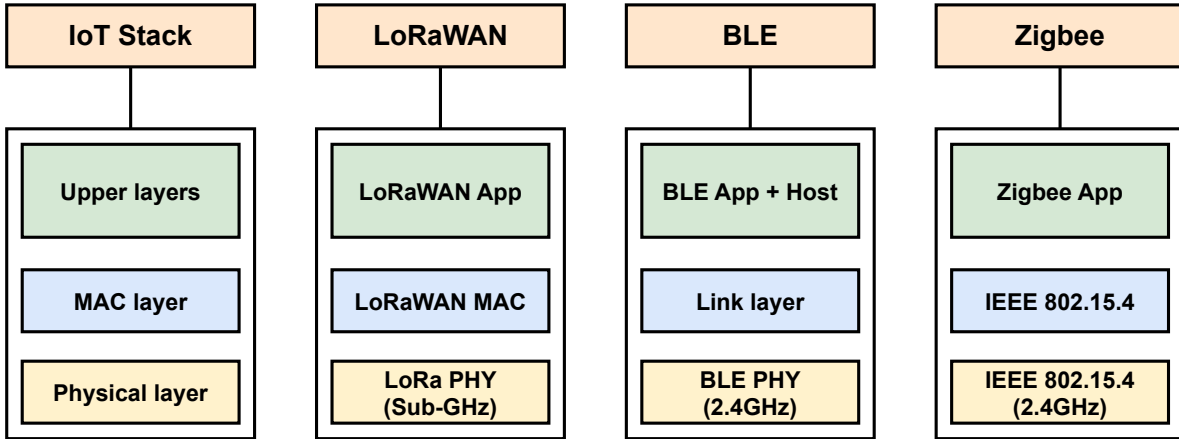 IoT Stack
Upper layers
MAC layer
Physical layer
LoRaWAN
LoRaWAN App
LoRaWAN MAC
LoRa PHY
(Sub-GHz)
BLE
BLE App + Host
Link layer
BLE PHY
(2.4GHz)
Zigbee
Zigbee App
IEEE 802.15.4
IEEE 802.15.4
(2.4GHz)